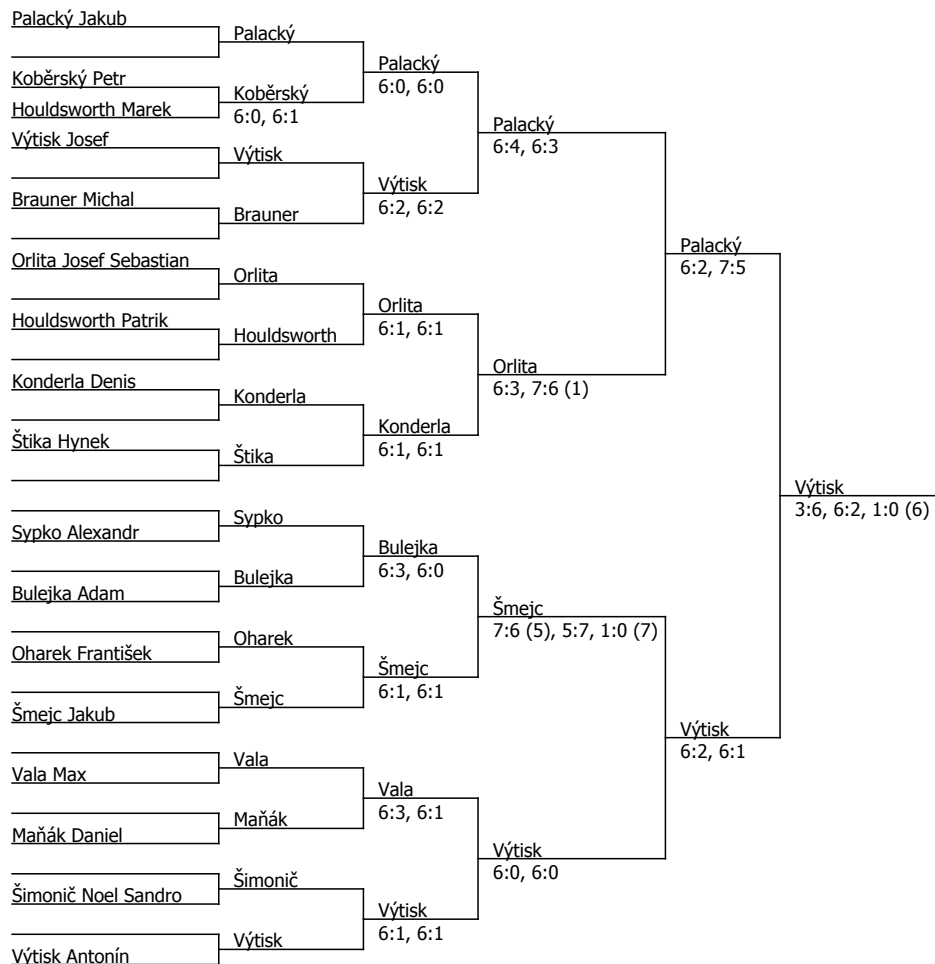 Palacký Jakub
Palacký
Palacký
6:0, 6:0
Koběrský Petr
Koběrský
Houldsworth Marek
6:0, 6:1
Palacký
6:4, 6:3
Výtisk Josef
Výtisk
Výtisk
6:2, 6:2
Brauner Michal
Brauner
Palacký
6:2, 7:5
Orlita Josef Sebastian
Orlita
Orlita
6:1, 6:1
Houldsworth Patrik
Houldsworth
Orlita
6:3, 7:6 (1)
Konderla Denis
Konderla
Konderla
6:1, 6:1
Štika Hynek
Štika
Výtisk
3:6, 6:2, 1:0 (6)
Sypko
Sypko Alexandr
Bulejka
6:3, 6:0
Bulejka
Bulejka Adam
Šmejc
7:6 (5), 5:7, 1:0 (7)
Oharek
Oharek František
Šmejc
6:1, 6:1
Šmejc
Šmejc Jakub
Výtisk
6:2, 6:1
Vala
Vala Max
Vala
6:3, 6:1
Maňák
Maňák Daniel
Výtisk
6:0, 6:0
Šimonič
Šimonič Noel Sandro
Výtisk
6:1, 6:1
Výtisk
Výtisk Antonín